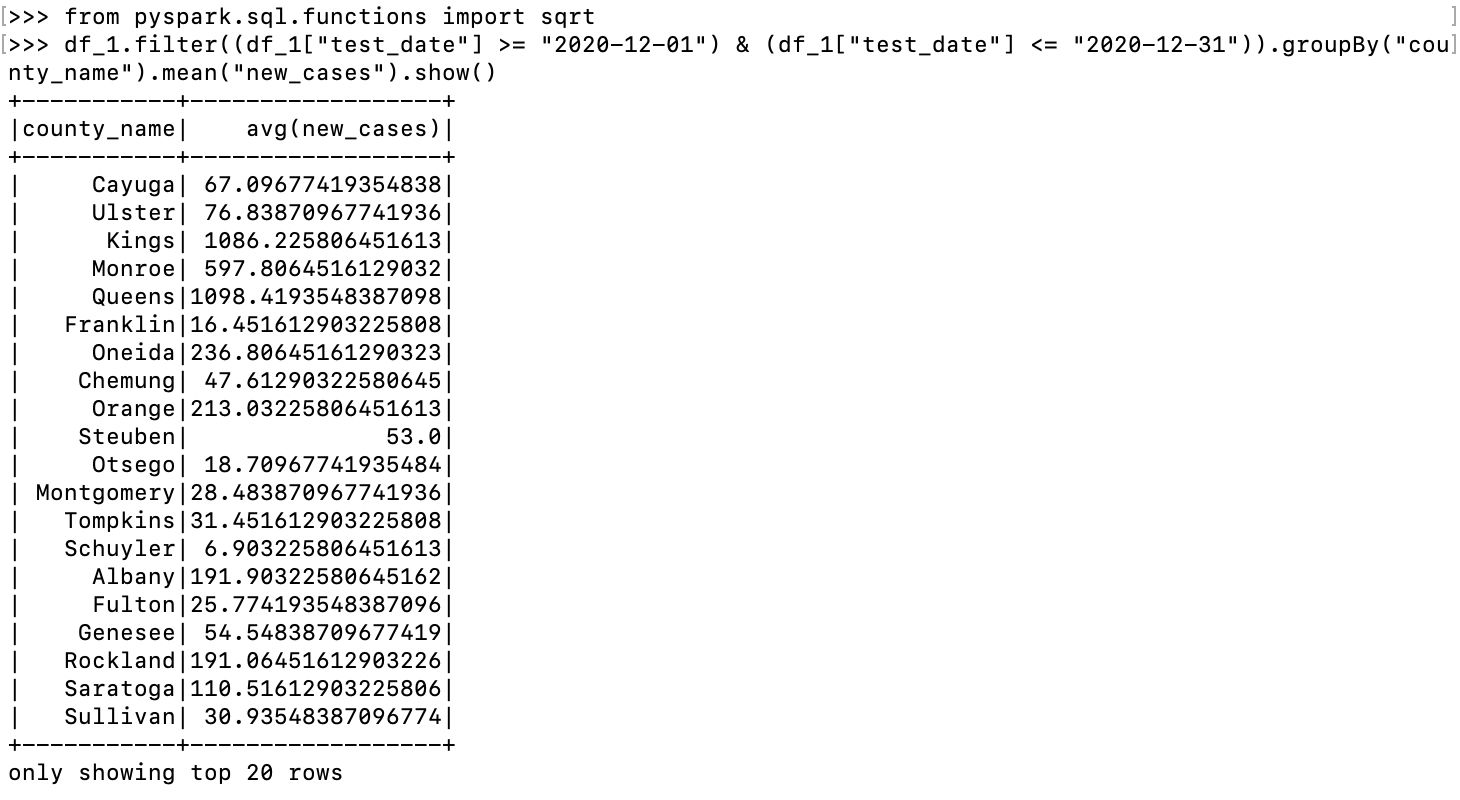 [>>> from pyspark.sql.functions import sqrt ]
[>>> df_1.filter((df_1["test_date"] >= "2020-12-01") & (df_1["test_date"] <= "2020-12-31")).groupBy("cou]
nty_name").mean("new_cases").show()
+-----------+------------------+
|county_name|    avg(new_cases)|
+-----------+------------------+
|     Cayuga| 67.09677419354838|
|     Ulster| 76.83870967741936|
|      Kings| 1086.225806451613|
|     Monroe| 597.8064516129032|
|     Queens|1098.4193548387098|
|   Franklin|16.451612903225808|
|     Oneida|236.80645161290323|
|    Chemung| 47.61290322580645|
|     Orange|213.03225806451613|
|    Steuben|              53.0|
|     Otsego| 18.70967741935484|
| Montgomery|28.483870967741936|
|   Tompkins|31.451612903225808|
|   Schuyler| 6.903225806451613|
|     Albany|191.90322580645162|
|     Fulton|25.774193548387096|
|    Genesee| 54.54838709677419|
|   Rockland|191.06451612903226|
|   Saratoga|110.51612903225806|
|   Sullivan| 30.93548387096774|
+-----------+------------------+
only showing top 20 rows